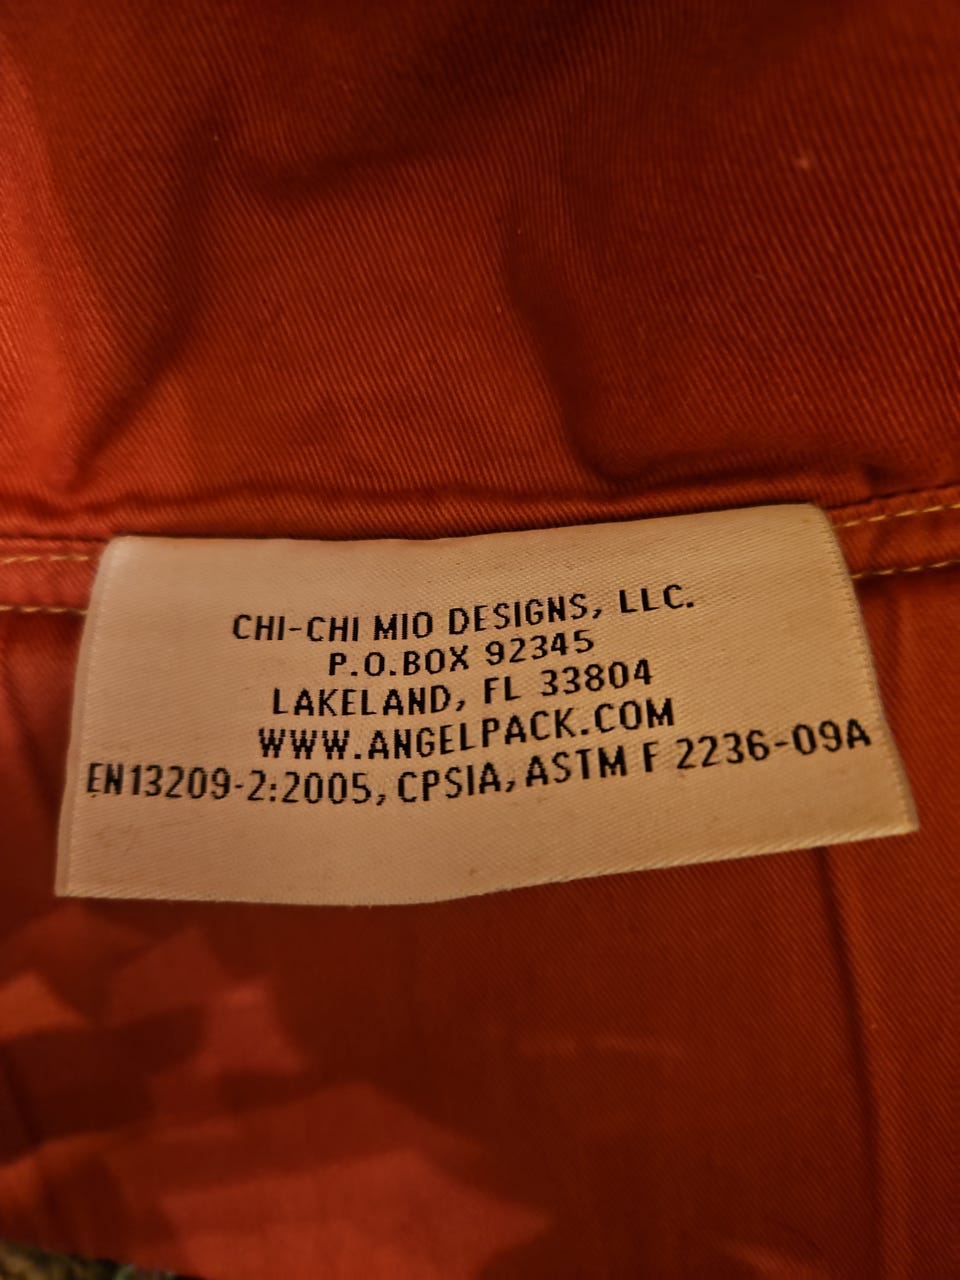 CHI-CHI MIO DESIGNS, LLC.
P.O.BOX 92345
LAKELAND, FL 33804
WWW.ANGELPACK.COM
EN13209-2:2005, CPSIA, ASTM F 2236-09A